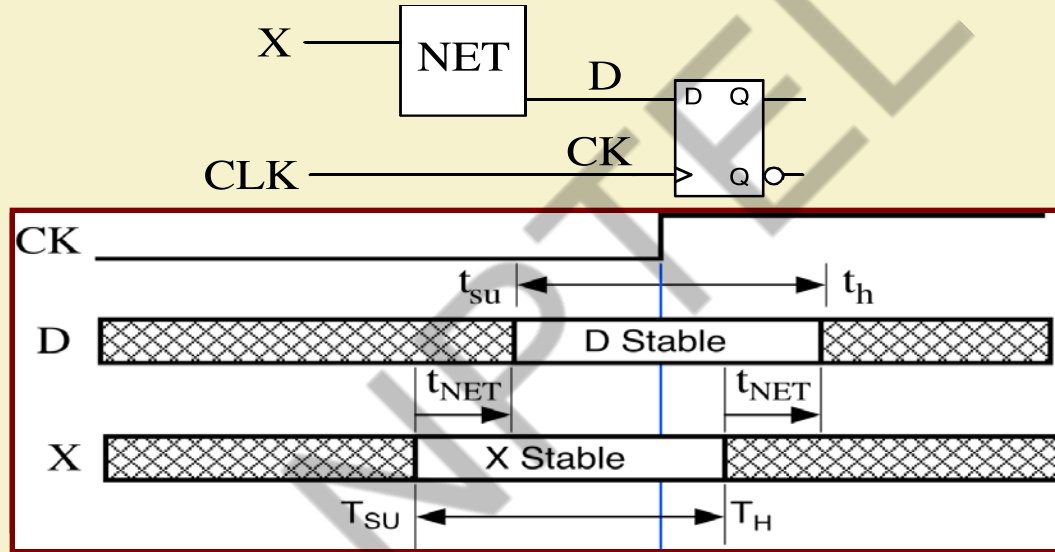 X
NET
D
D Q
CK
CLK
Q
CK
tsu
th
D
D Stable
tNET
tNET
X
X Stable
TSU
TH
NPTEL